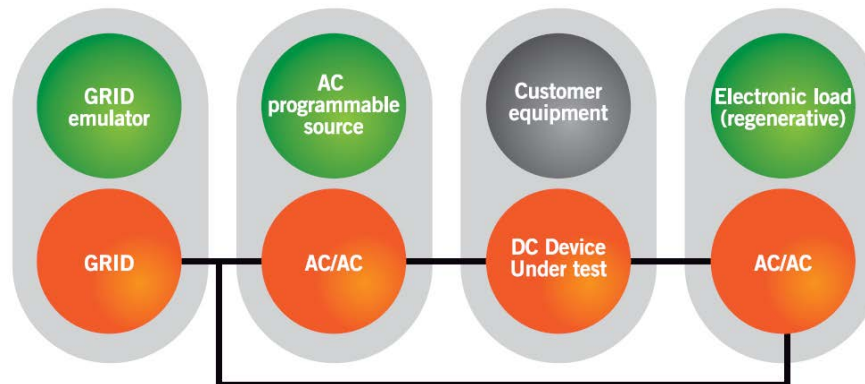 GRID
emulator
AC
programmable
source
Customer
equipment
Electronic load
(regenerative)
GRID
AC/AC
DC Device
Under test
AC/AC